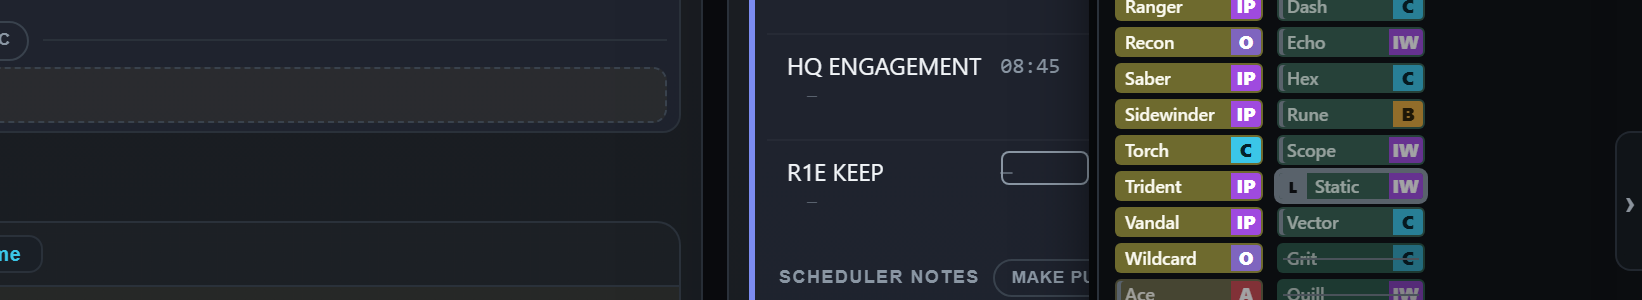 C
me
HQ ENGAGEMENT 08:45
—
R1E KEEP —
—
SCHEDULER NOTES MAKE PU
Ranger IP
Recon O
Saber IP
Sidewinder IP
Torch C
Trident IP
Vandal IP
Wildcard O
Ace A
Dash C
Echo IW
Hex C
Rune B
Scope IW
L Static IW
Vector C
Grit C
Quill IW
›